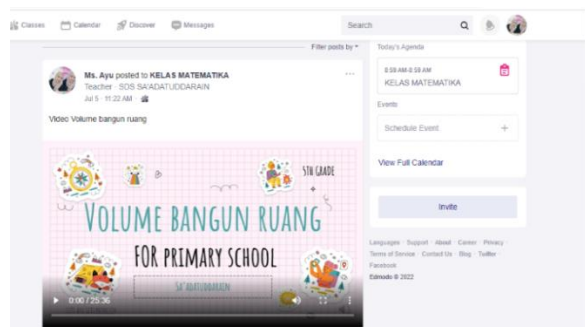 Classes Calendar Discover Messages Search
Filter posts by
Today's Agenda
Ms. Ayu posted to KELAS MATEMATIKA
Teacher · SDS SA'ADATUDDARAIN
Jul 5 · 11:22 AM ·
KELAS MATEMATIKA
Events
Video Volume bangun ruang
Schedule Event +
View Full Calendar
5TH GRADE
VOLUME BANGUN RUANG
FOR PRIMARY SCHOOL
SA'ADATUDDARAIN
0:00 / 25:36
Invite
Languages · Support · About · Career · Privacy ·
Terms of Service · Contact Us · Blog · Twitter ·
Facebook
Edmodo © 2022